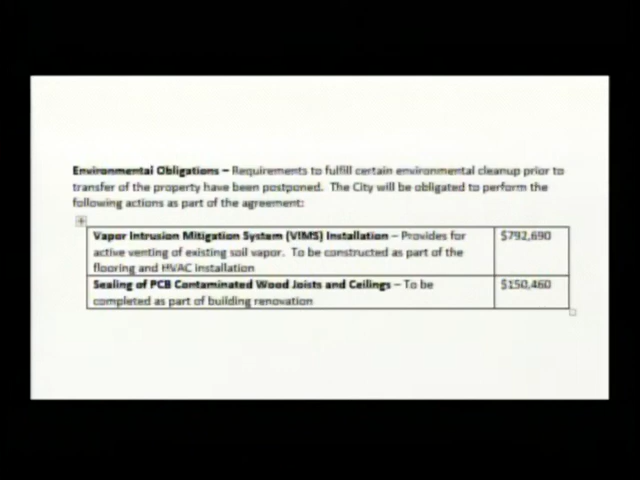 Environmental Obligations – Requirements to fulfill certain environmental cleanup prior to
transfer of the property have been postponed. The City will be obligated to perform the
following actions as part of the agreement:
Vapor Intrusion Mitigation System (VIMS) Installation – Provides for
active venting of existing soil vapor. To be constructed as part of the
flooring and HVAC installation
$792,690
Sealing of PCB Contaminated Wood Joists and Ceilings – To be
completed as part of building renovation
$150,460